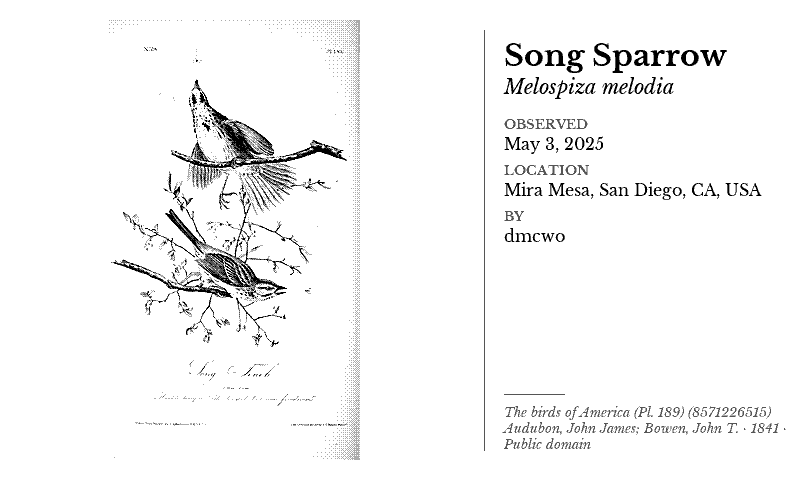 Song Sparrow
Melospiza melodia
OBSERVED
May 3, 2025
LOCATION
Mira Mesa, San Diego, CA, USA
BY
dmcwo
Song Finch
The birds of America (Pl. 189) (8571226515)
Audubon, John James; Bowen, John T. · 1841 ·
Public domain